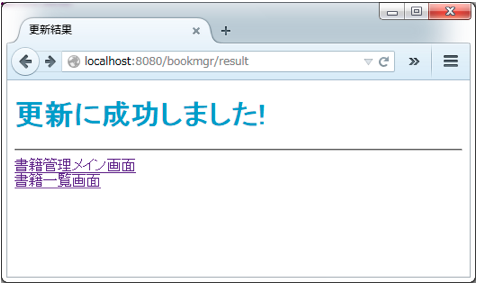 更新結果
localhost:8080/bookmgr/result
更新に成功しました!
書籍管理メイン画面
書籍一覧画面